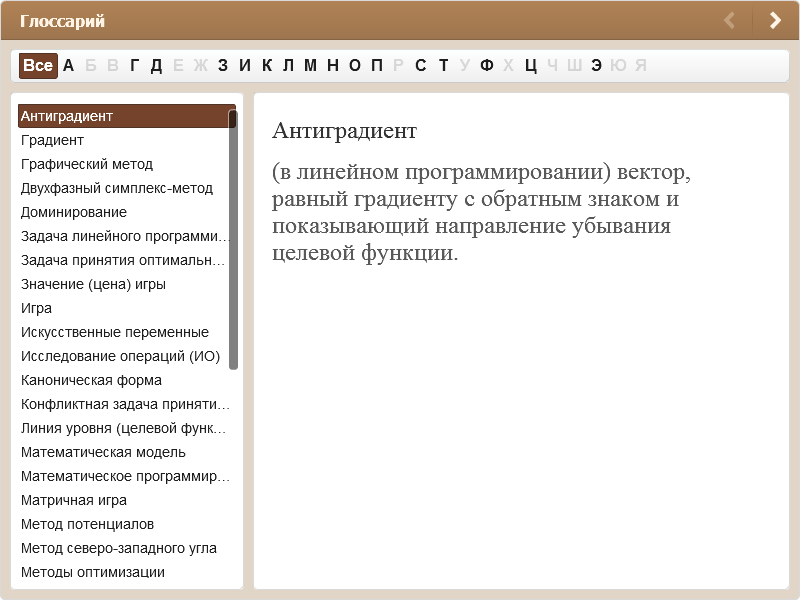 Глоссарий
Все А Б В Г Д Е Ж З И К Л М Н О П Р С Т У Ф Х Ц Ч Ш Э Ю Я
Антиградиент
Градиент
Графический метод
Двухфазный симплекс-метод
Доминирование
Задача линейного программи...
Задача принятия оптимальн...
Значение (цена) игры
Игра
Искусственные переменные
Исследование операций (ИО)
Каноническая форма
Конфликтная задача приняти...
Линия уровня (целевой функ...
Математическая модель
Математическое программир...
Матричная игра
Метод потенциалов
Метод северо-западного угла
Методы оптимизации
Антиградиент
(в линейном программировании) вектор,
равный градиенту с обратным знаком и
показывающий направление убывания
целевой функции.